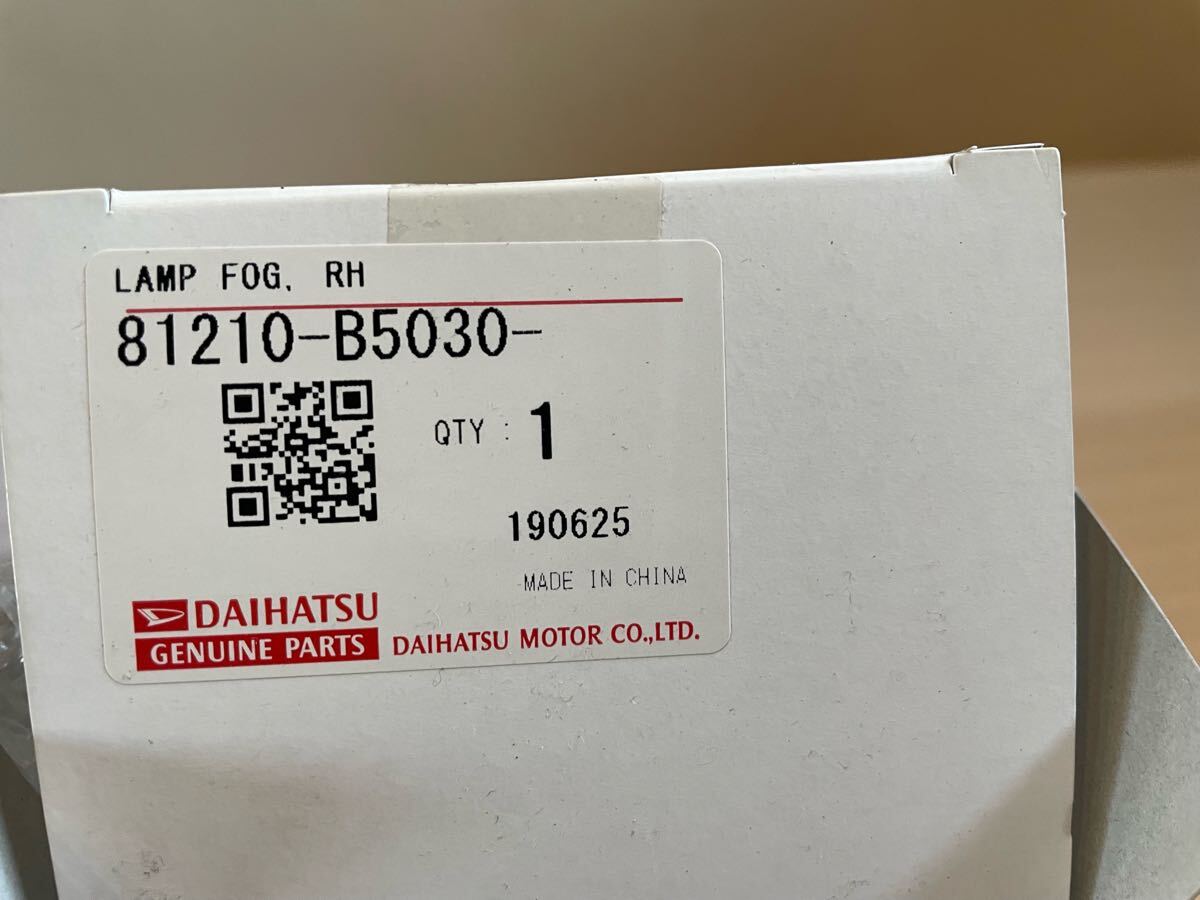 LAMP FOG, RH
81210-B5030-
QTY : 1
190625
MADE IN CHINA
DAIHATSU
GENUINE PARTS
DAIHATSU MOTOR CO.,LTD.